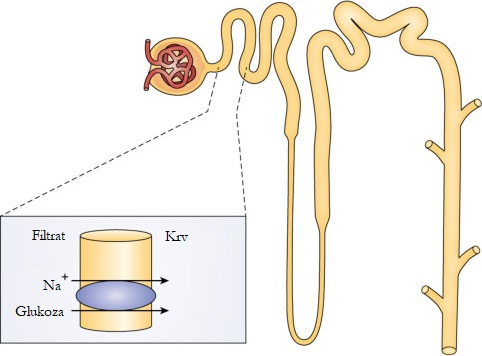 Filtrat Krv
Na+
Glukoza